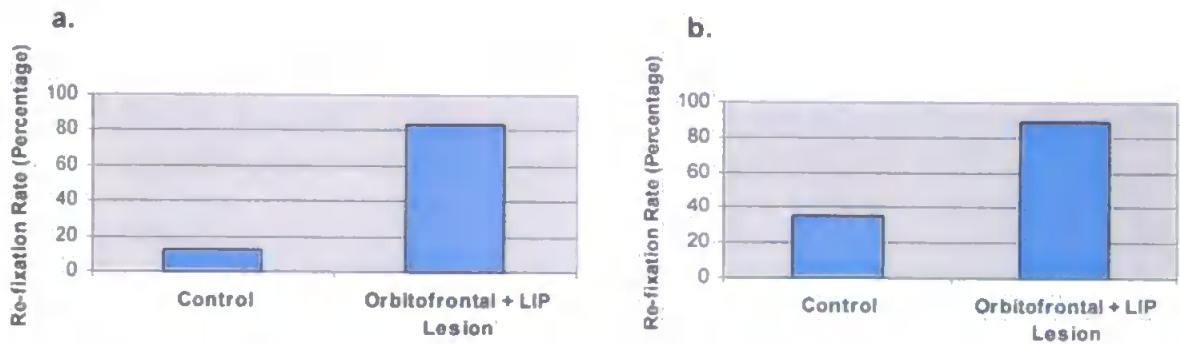 a.
Re-fixation Rate (Percentage)
100
80
60
40
20
0
Control
Orbitofrontal + LIP
Lesion
b.
Re-fixation Rate (Percentage)
100
80
60
40
20
0
Control
Orbitofrontal + LIP
Lesion